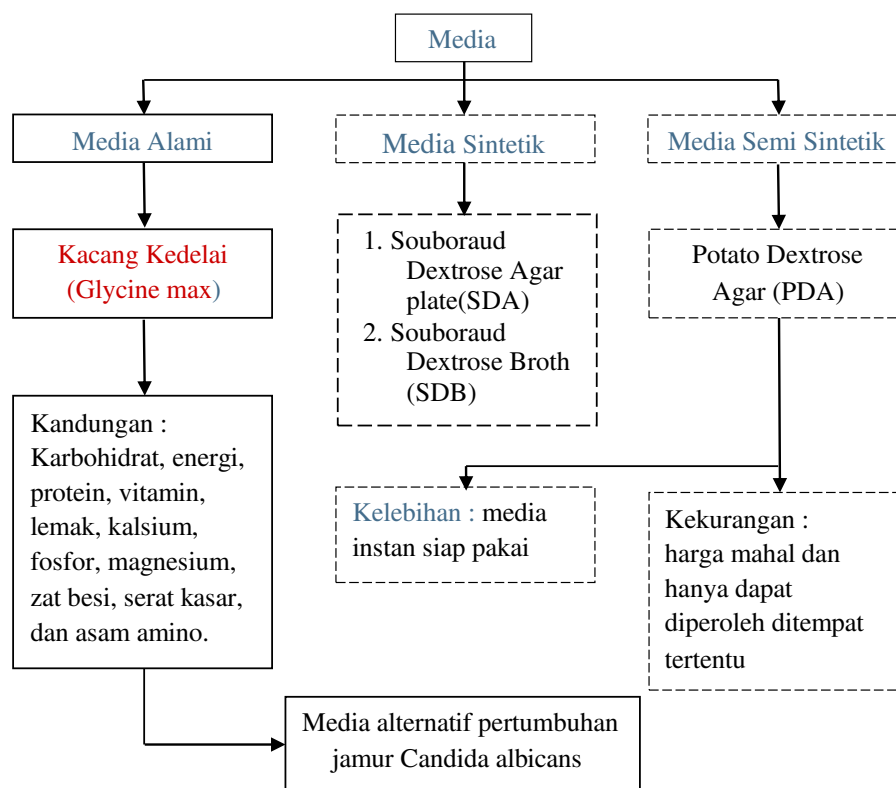 Media
Media Alami
Media Sintetik
Media Semi Sintetik
Kacang Kedelai
(Glycine max)
1. Souboraud
Dextrose Agar
plate(SDA)
2. Souboraud
Dextrose Broth
(SDB)
Potato Dextrose
Agar (PDA)
Kandungan :
Karbohidrat, energi,
protein, vitamin,
lemak, kalsium,
fosfor, magnesium,
zat besi, serat kasar,
dan asam amino.
Kelebihan : media
instan siap pakai
Kekurangan :
harga mahal dan
hanya dapat
diperoleh ditempat
tertentu
Media alternatif pertumbuhan
jamur Candida albicans